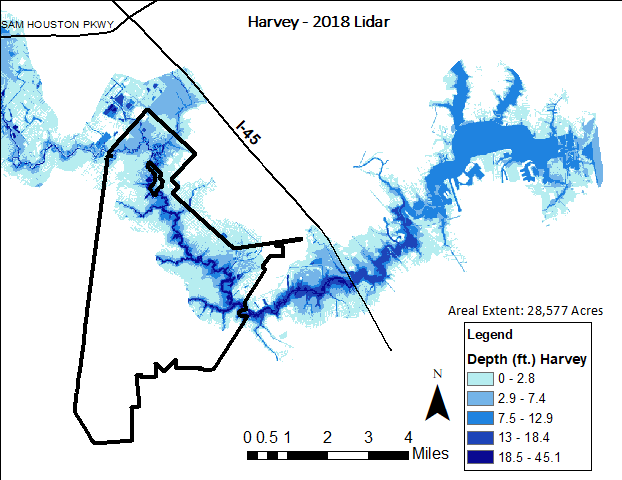 Harvey - 2018 Lidar
SAM HOUSTON PKWY
I-45
Areal Extent: 28,577 Acres
Legend
Depth (ft.) Harvey
0 - 2.8
2.9 - 7.4
7.5 - 12.9
13 - 18.4
18.5 - 45.1
N
0 0.5 1 2 3 4
Miles